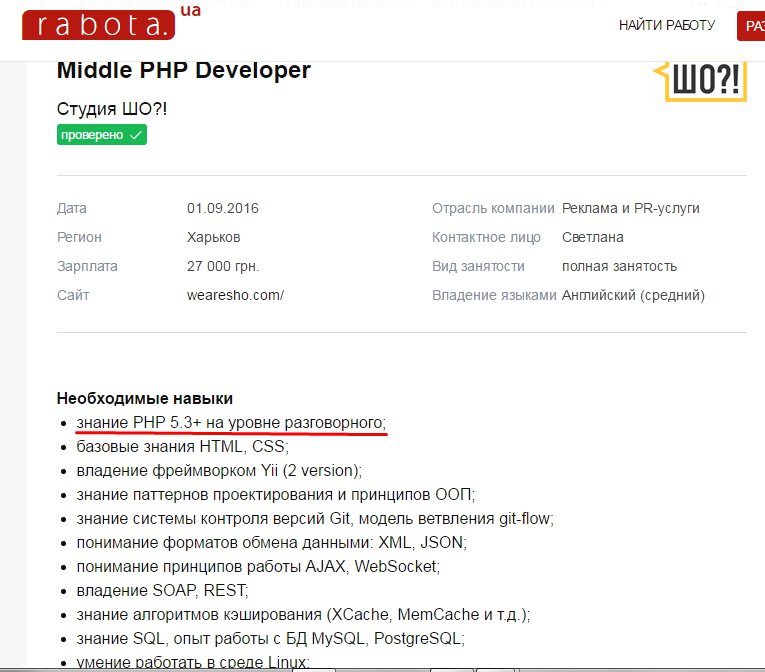 rabota.ua
НАЙТИ РАБОТУ
РАЗ
Middle PHP Developer
ШО?!
Студия ШО?!
проверено
Дата 01.09.2016 Отрасль компании Реклама и PR-услуги
Регион Харьков Контактное лицо Светлана
Зарплата 27 000 грн. Вид занятости полная занятость
Сайт wearesho.com/ Владение языками Английский (средний)
Необходимые навыки
• знание PHP 5.3+ на уровне разговорного;
• базовые знания HTML, CSS;
• владение фреймворком Yii (2 version);
• знание паттернов проектирования и принципов ООП;
• знание системы контроля версий Git, модель ветвления git-flow;
• понимание форматов обмена данными: XML, JSON;
• понимание принципов работы AJAX, WebSocket;
• владение SOAP, REST;
• знание алгоритмов кэширования (XCache, MemCache и т.д.);
• знание SQL, опыт работы с БД MySQL, PostgreSQL;
• умение работать в среде Linux;